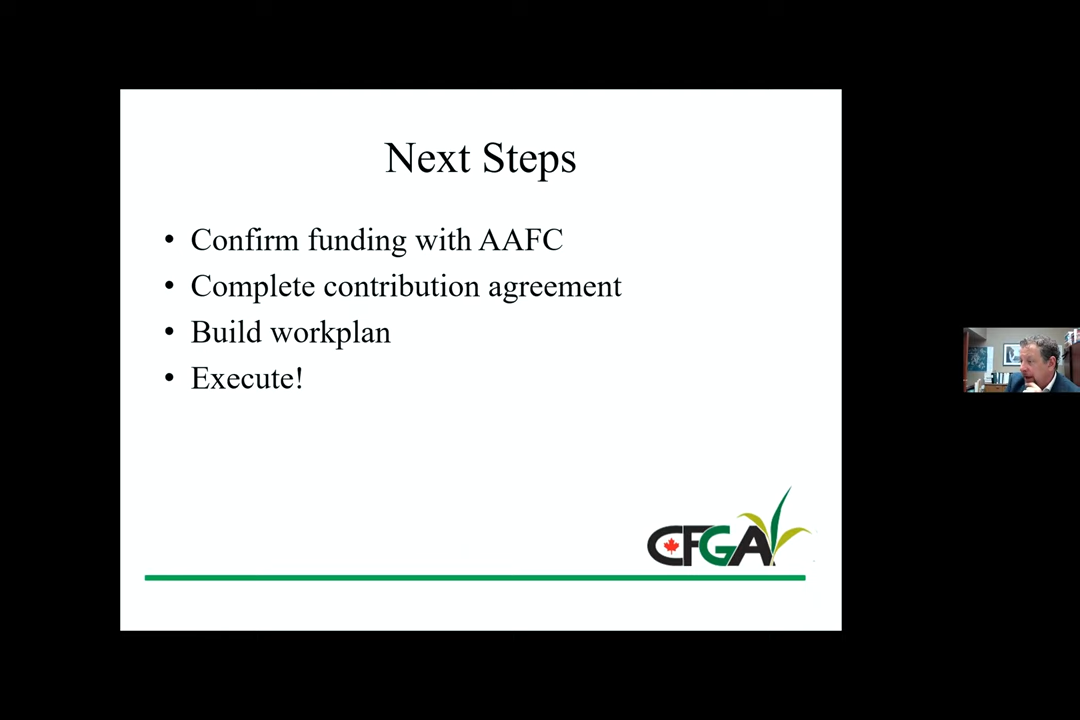 Next Steps
• Confirm funding with AAFC
• Complete contribution agreement
• Build workplan
• Execute!
CFGA